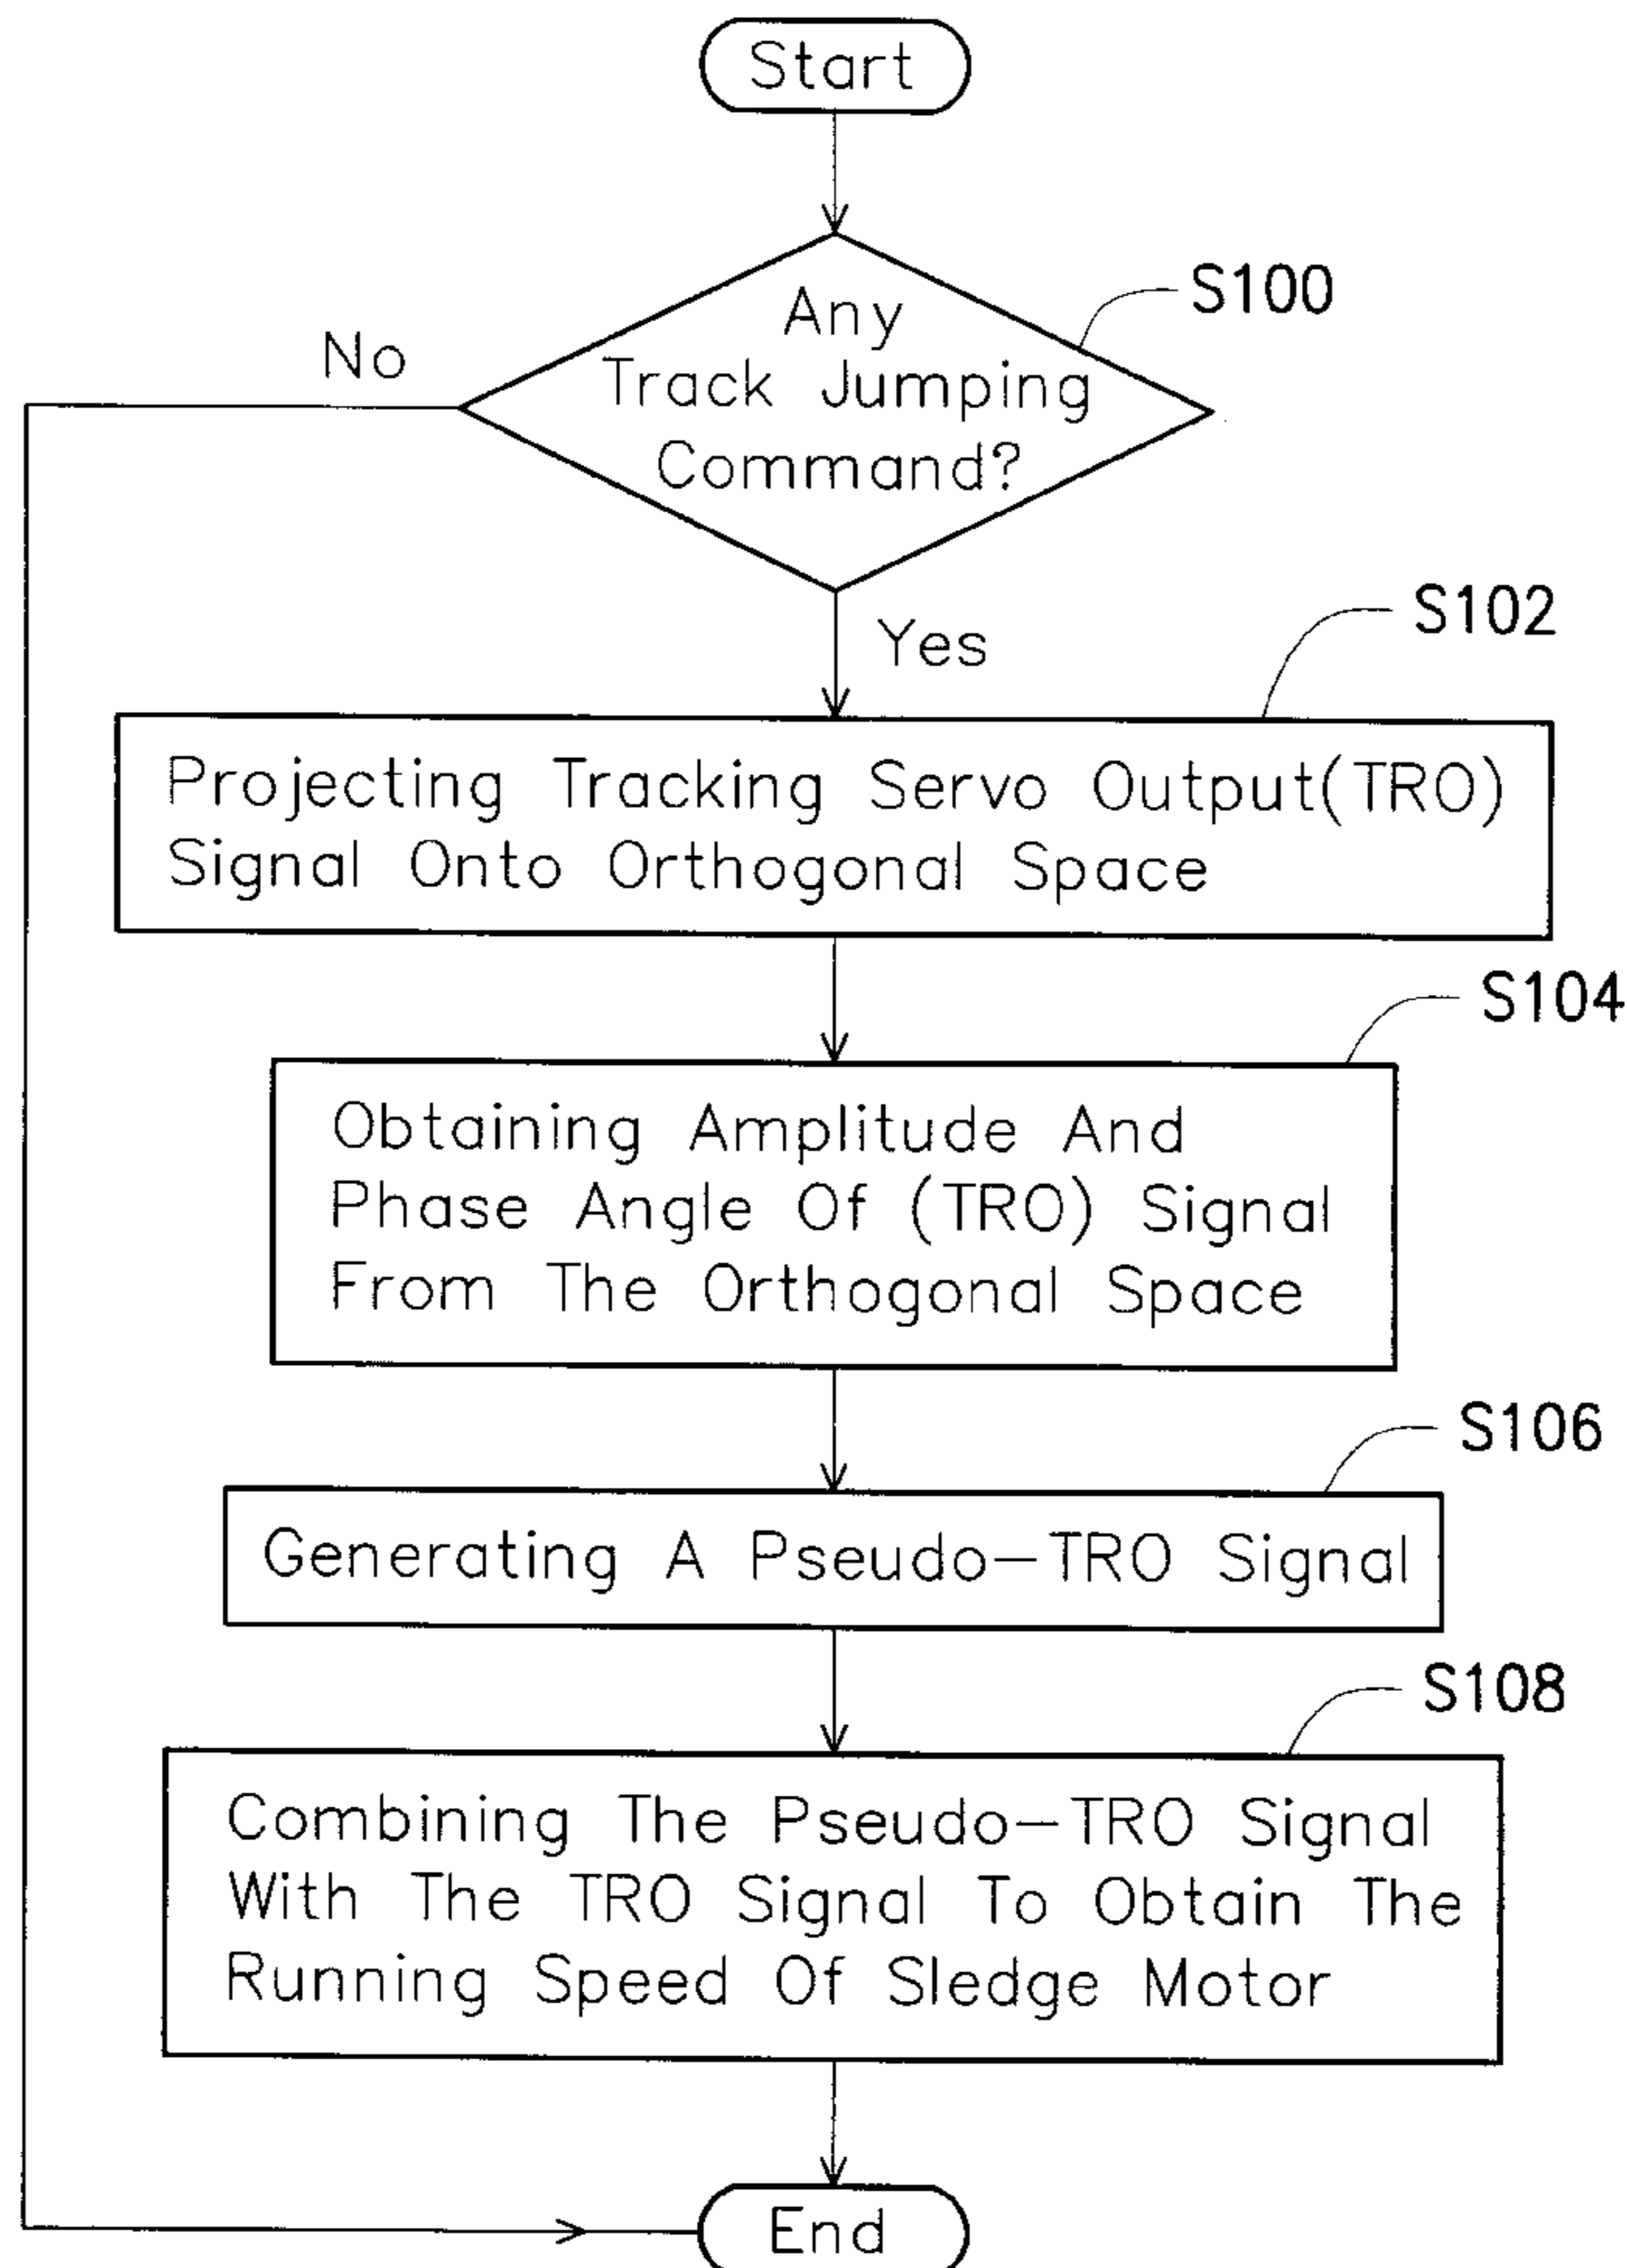 Start
Any
Track Jumping
Command?
S100
No
Yes
S102
Projecting Tracking Servo Output(TRO)
Signal Onto Orthogonal Space
S104
Obtaining Amplitude And
Phase Angle Of (TRO) Signal
From The Orthogonal Space
S106
Generating A Pseudo-TRO Signal
S108
Combining The Pseudo-TRO Signal
With The TRO Signal To Obtain The
Running Speed Of Sledge Motor
End